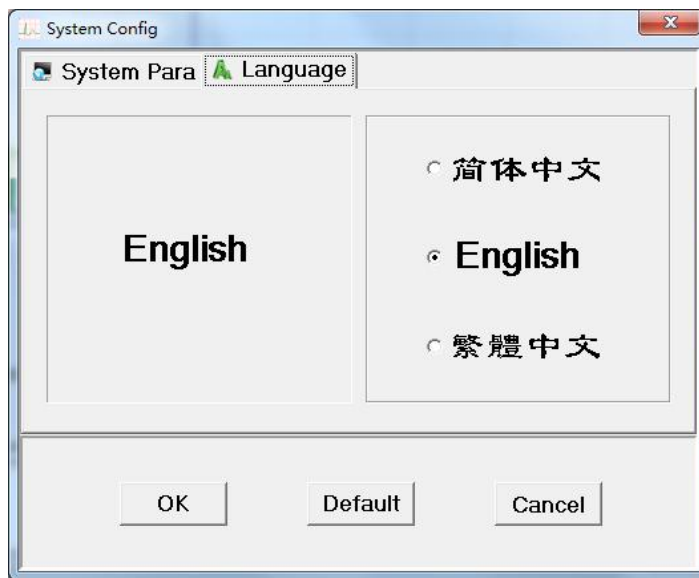 System Config
System Para Language
English
简体中文
English
繁體中文
OK Default Cancel